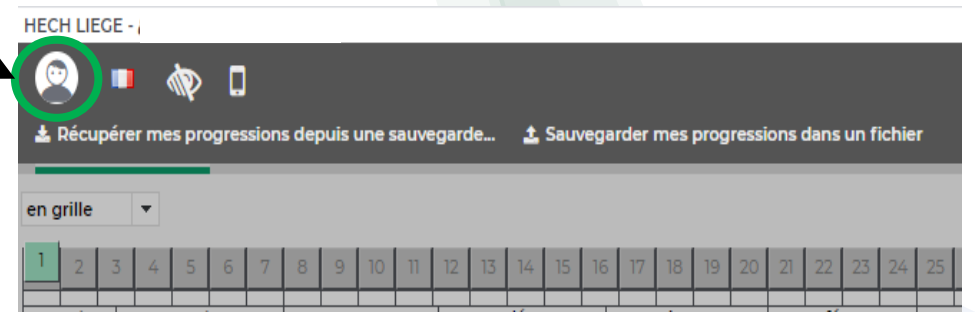 HECH LIEGE -
Récupérer mes progressions depuis une sauvegarde... Sauvegarder mes progressions dans un fichier
en grille
1 2 3 4 5 6 7 8 9 10 11 12 13 14 15 16 17 18 19 20 21 22 23 24 25